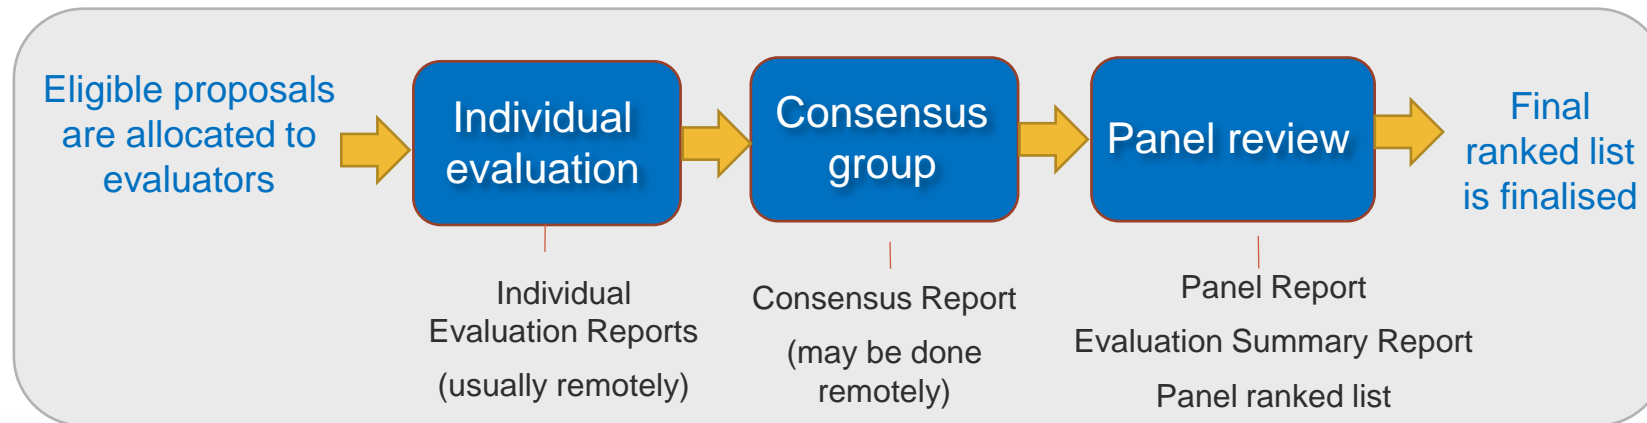 Eligible proposals
are allocated to
evaluators
Individual
evaluation
Consensus
group
Panel review
Final
ranked list
is finalised
Individual
Evaluation Reports
(usually remotely)
Consensus Report
(may be done
remotely)
Panel Report
Evaluation Summary Report
Panel ranked list